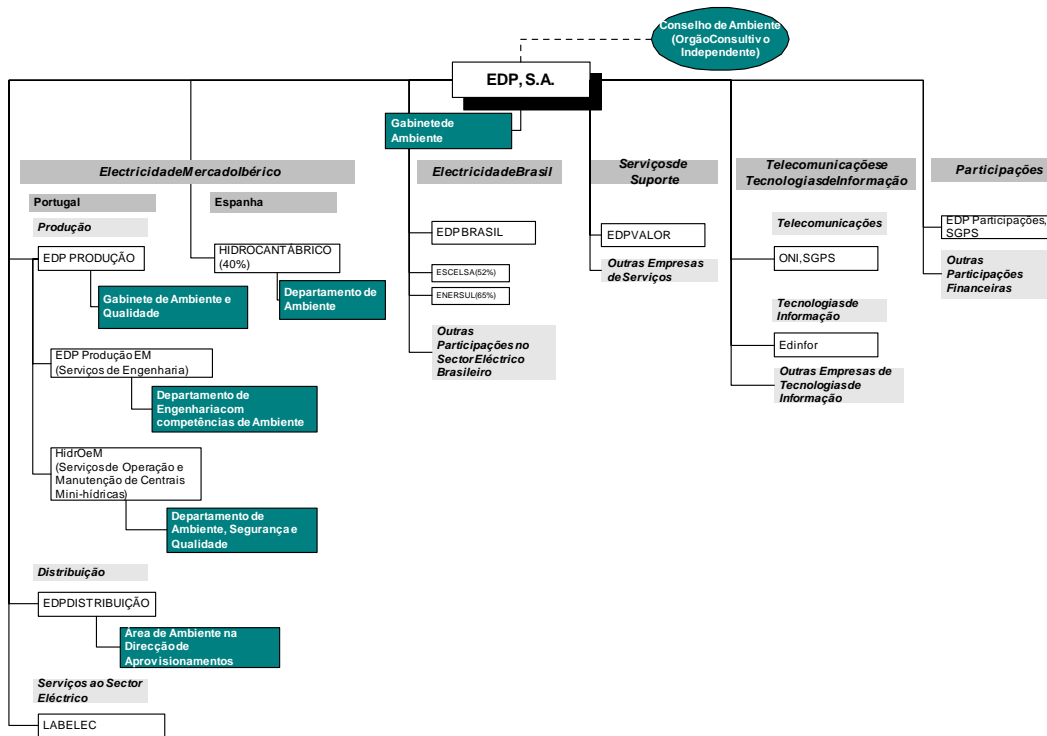 Conselho de Ambiente
(OrgãoConsultivo
Independente)
EDP, S.A.
Gabinetede
Ambiente
ElectricidadeMercadoIbérico
Portugal
Espanha
Produção
EDP PRODUÇÃO
Gabinete de Ambiente e
Qualidade
HIDROCANTÁBRICO
(40%)
Departamento de
Ambiente
EDP Produção EM
(Serviços de Engenharia)
Departamento de
Engenhariacom
competências de Ambiente
HidrOeM
(Serviços de Operação e
Manutenção de Centrais
Mini-hídricas)
Departamento de
Ambiente, Segurança e
Qualidade
Distribuição
EDPDISTRIBUIÇÃO
Área de Ambiente na
Direcçãode
Aprovisionamentos
Serviços ao Sector
Eléctrico
LABELEC
ElectricidadeBrasil
EDPBRASIL
ESCELSA(52%)
ENERSUL(65%)
Outras
Participações no
Sector Eléctrico
Brasileiro
Serviçosde
Suporte
EDPVALOR
Outras Empresas
deServiços
Telecomunicaçõese
TecnologiasdeInformação
Telecomunicações
ONI,SGPS
Tecnologiasde
Informação
Edinfor
Outras Empresas de
Tecnologiasde
Informação
Participações
EDP Participações,
SGPS
Outras
Participações
Financeiras